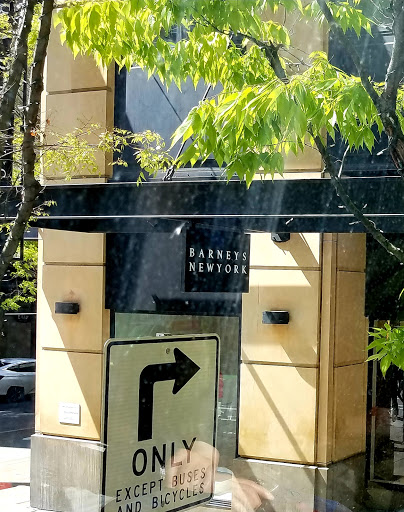 BARNEYS
NEWYORK
ONLY
EXCEPT BUSES
AND BICYCLES